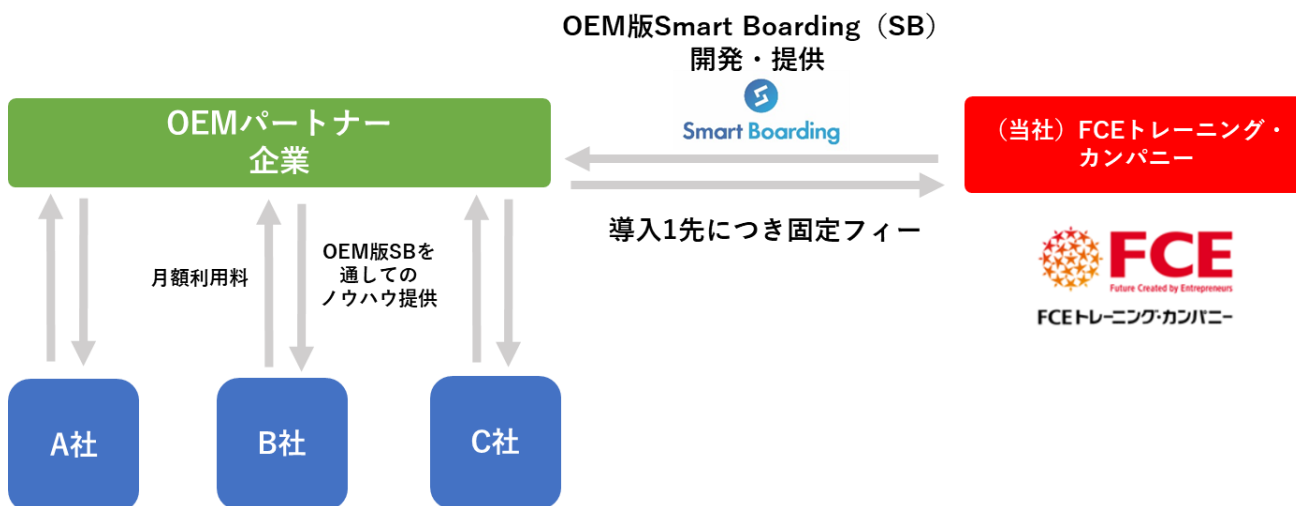 OEM版Smart Boarding（SB）
開発・提供
Smart Boarding
OEMパートナー
企業
（当社）FCEトレーニング・
カンパニー
導入1先につき固定フィー
FCE
Future Created by Entrepreneurs
FCEトレーニング・カンパニー
月額利用料
OEM版SBを
通しての
ノウハウ提供
A社
B社
C社